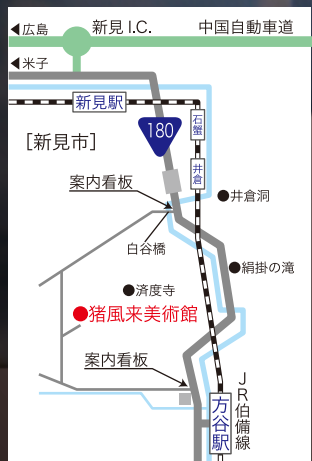 ◀広島
新見 I.C.
中国自動車道
◀米子
新見駅
石蟹
[新見市]
180
井倉
案内看板
●井倉洞
白谷橋
●絹掛の滝
●済度寺
●猪風来美術館
案内看板
JR伯備線
方谷駅